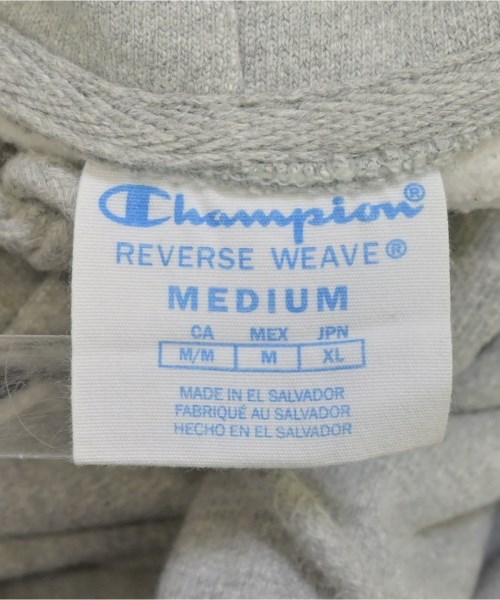 Champion®
REVERSE WEAVE®
MEDIUM
CA MEX JPN
M/M M XL
MADE IN EL SALVADOR
FABRIQUÉ AU SALVADOR
HECHO EN EL SALVADOR